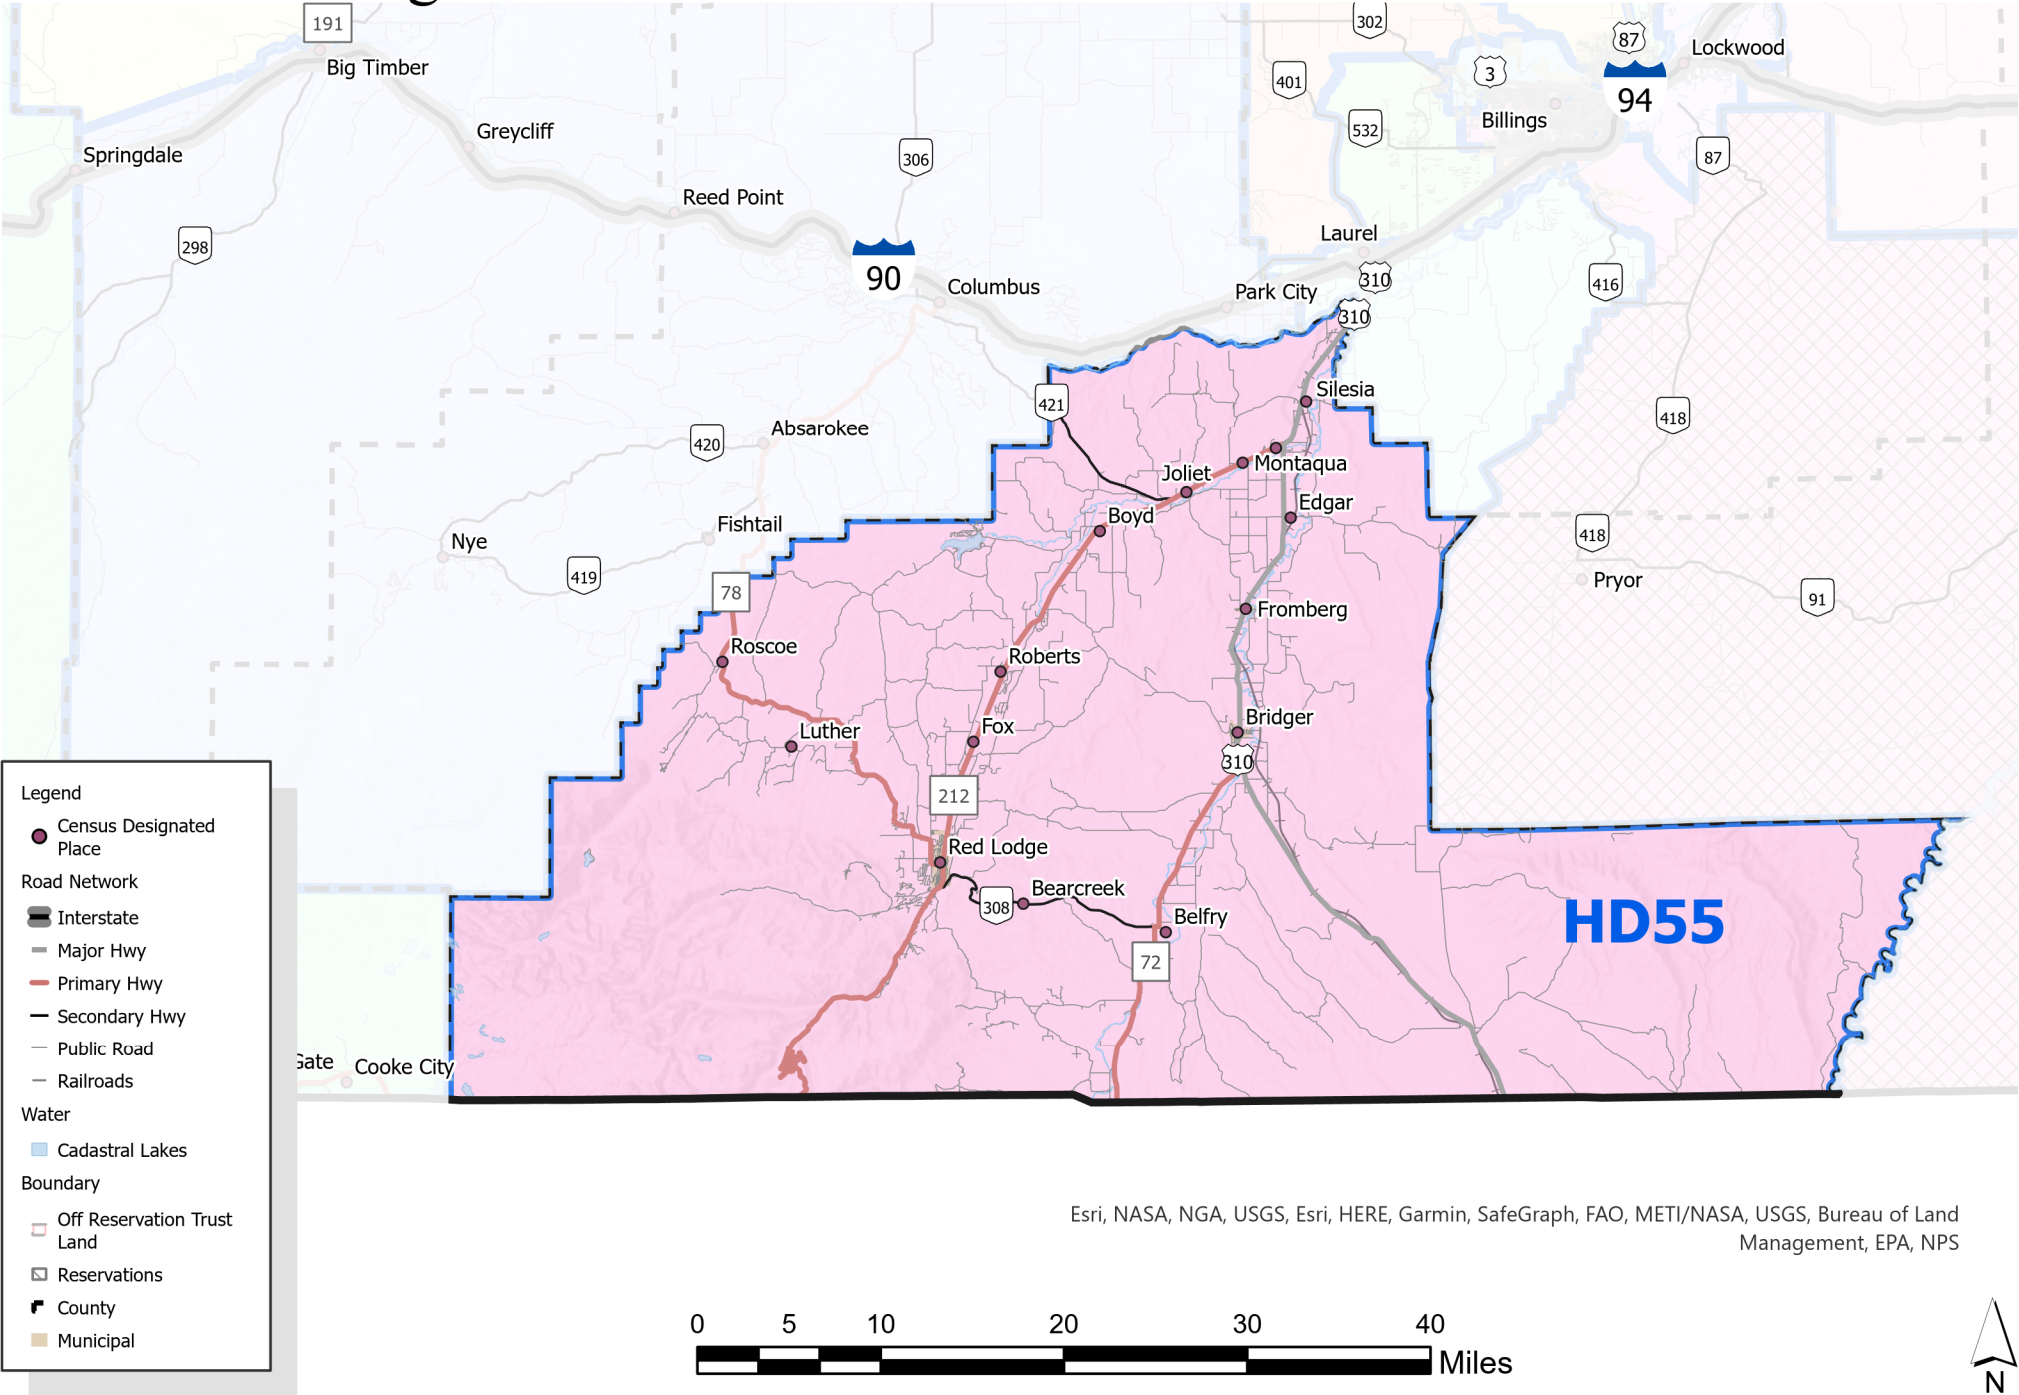 191
Big Timber
302
87
Lockwood
3
401
94
Billings
532
Greycliff
Springdale
306
87
Reed Point
298
Laurel
90
Columbus
310
416
Park City
310
421
Silesia
418
Absarokee
420
Joliet
Montaqua
Edgar
Boyd
Fishtail
Nye
418
419
Pryor
78
91
Fromberg
Roscoe
Roberts
Bridger
Fox
Luther
310
212
Red Lodge
Bearcreek
308
Belfry
HD55
72
Gate
Cooke City
Legend
Census Designated
Place
Road Network
Interstate
Major Hwy
Primary Hwy
Secondary Hwy
Public Road
Railroads
Water
Cadastral Lakes
Boundary
Off Reservation Trust
Land
Reservations
County
Municipal
Esri, NASA, NGA, USGS, Esri, HERE, Garmin, SafeGraph, FAO, METI/NASA, USGS, Bureau of Land
Management, EPA, NPS
0 5 10 20 30 40
Miles
N